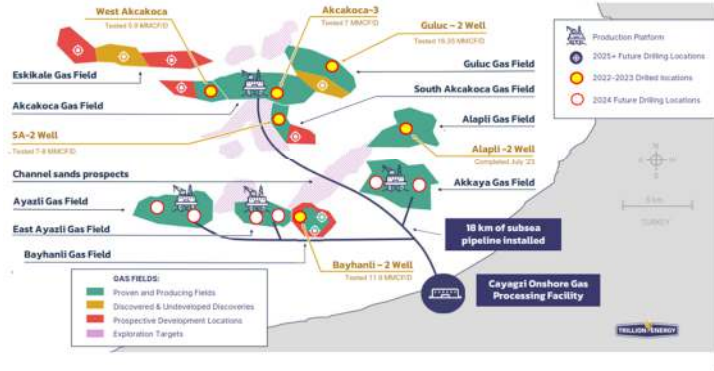 West Akcakoca
Tested 5.9 MMCF/D
Akcakoca-3
Tested 7 MMCF/D
Guluc - 2 Well
Tested 16-20 MMCF/D
Production Platform
2025+ Future Drilling Locations
2022-2023 Drilled locations
2024 Future Drilling Locations
Eskikale Gas Field
Guluc Gas Field
Akcakoca Gas Field
South Akcakoca Gas Field
Alapli Gas Field
SA-2 Well
Tested 7-8 MMCF/D
Alapli -2 Well
Completed July '23
Channel sands prospects
Akkaya Gas Field
Ayazli Gas Field
East Ayazli Gas Field
Bayhanli Gas Field
18 km of subsea
pipeline installed
Bayhanli - 2 Well
Tested 11.9 MMCF/D
Cayagzi Onshore Gas
Processing Facility
TURKEY
GAS FIELDS:
Proven and Producing Fields
Discovered & Undeveloped Discoveries
Prospective Development Locations
Exploration Targets
TRILLION ENERGY